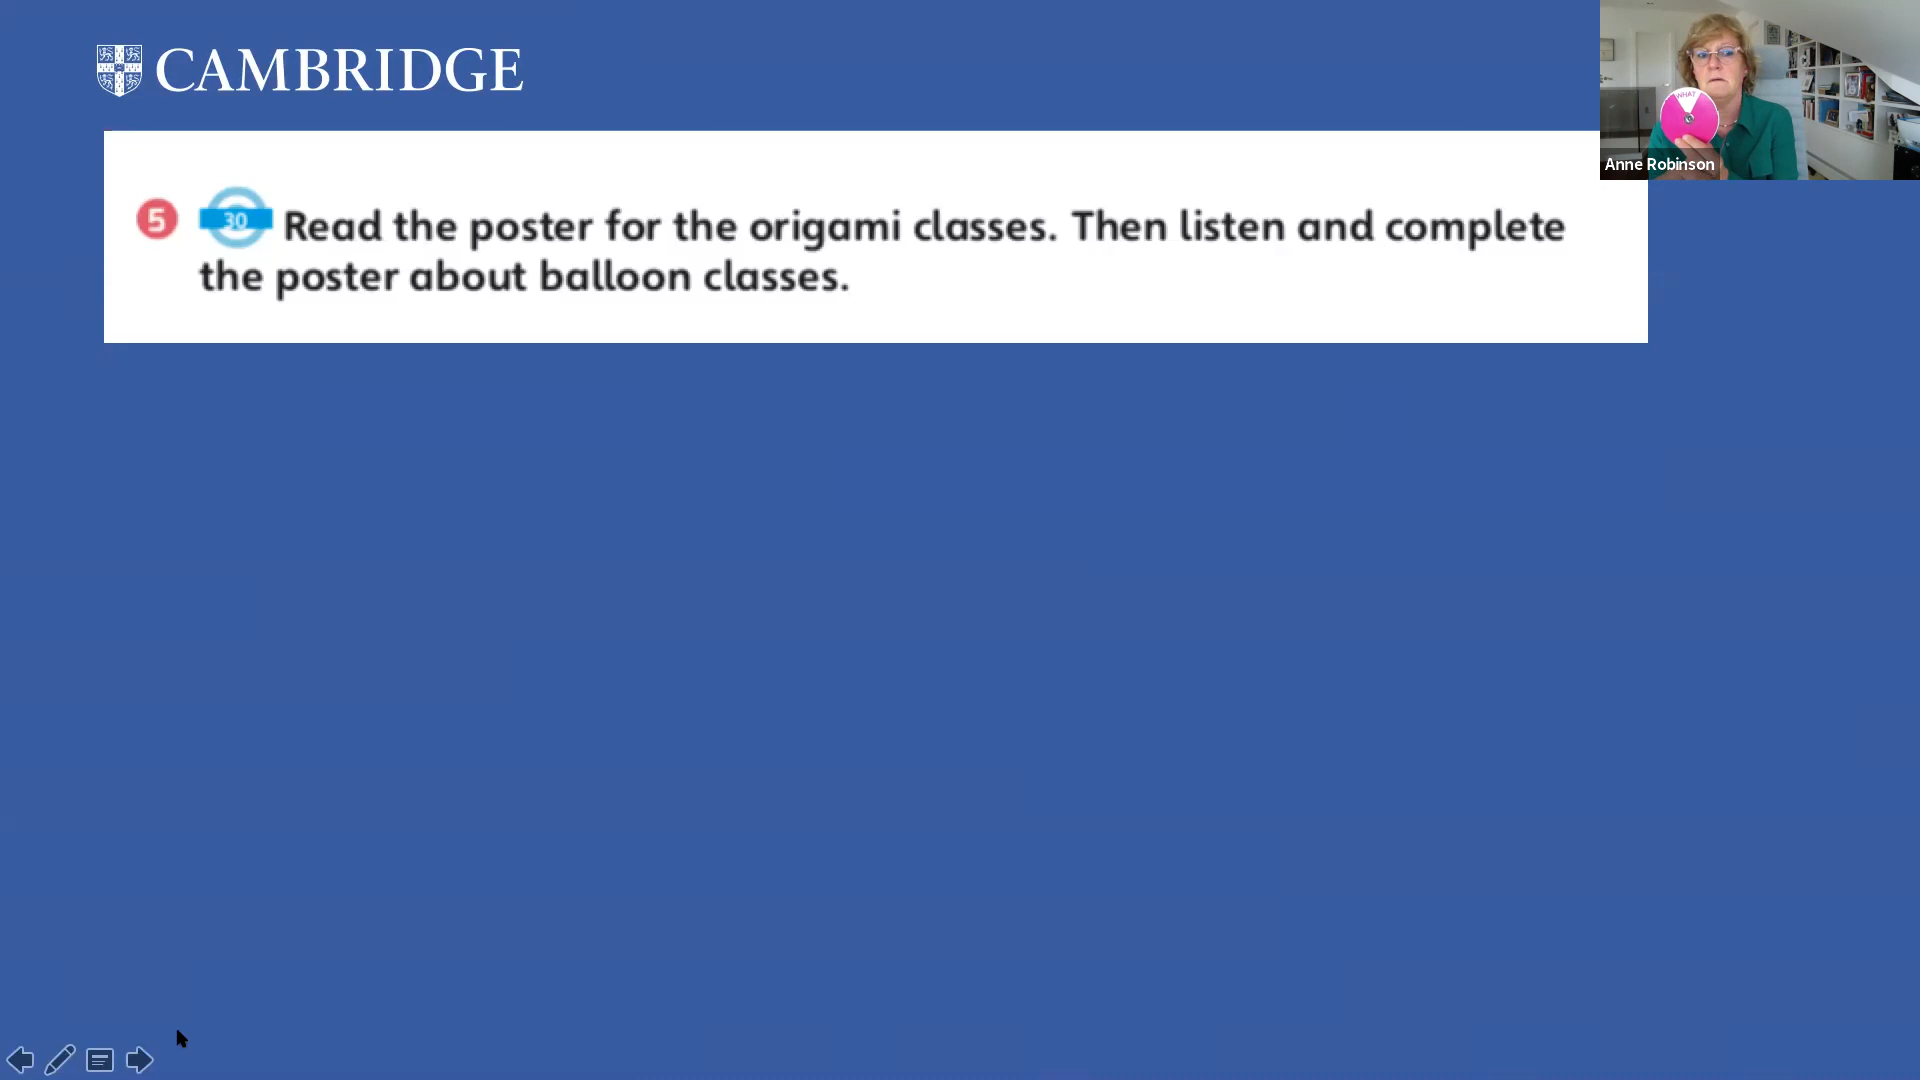 CAMBRIDGE
WHAT
Anne Robinson
5 30 Read the poster for the origami classes. Then listen and complete
the poster about balloon classes.